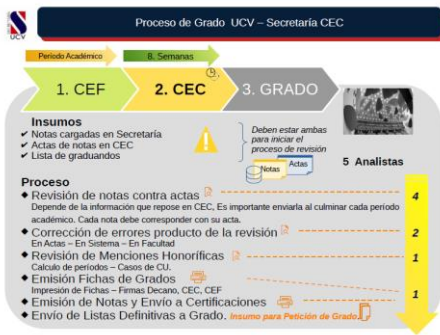 UCV
Proceso de Grado UCV – Secretaría CEC
Período Académico
8. Semanas
1. CEF
2. CEC
3. GRADO
Insumos
✔ Notas cargadas en Secretaría
✔ Actas de notas en CEC
✔ Lista de graduandos
Deben estar ambas
para iniciar el
proceso de revisión
Notas
Actas
5 Analistas
Proceso
◆ Revisión de notas contra actas
4
Depende de la información que repose en CEC, Es importante enviarla al culminar cada período
académico. Cada nota debe corresponder con su acta.
◆ Corrección de errores producto de la revisión
2
En Actas – En Sistema – En Facultad
◆ Revisión de Menciones Honoríficas
1
Calculo de períodos – Casos de CU.
◆ Emisión Fichas de Grados
Impresión de Fichas – Firmas Decano, CEC, CEF
1
◆ Emisión de Notas y Envío a Certificaciones
◆ Envío de Listas Definitivas a Grado. Insumo para Petición de Grado.